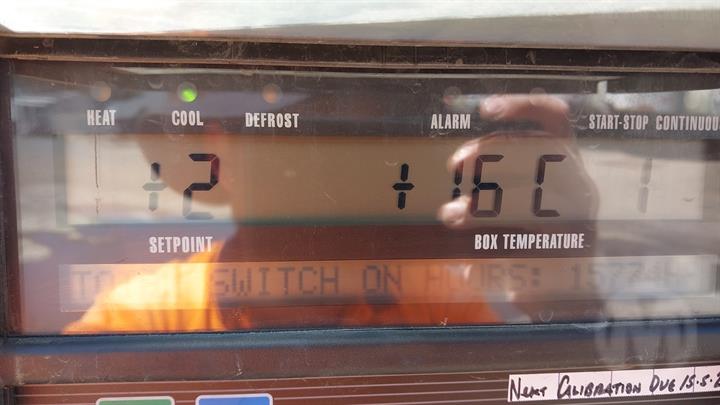 HEAT COOL DEFROST ALARM START-STOP CONTINUOU
+2 +16C
SETPOINT BOX TEMPERATURE
SWITCH ON HOURS:
NEXT CALIBRATION DUE 15.5.2